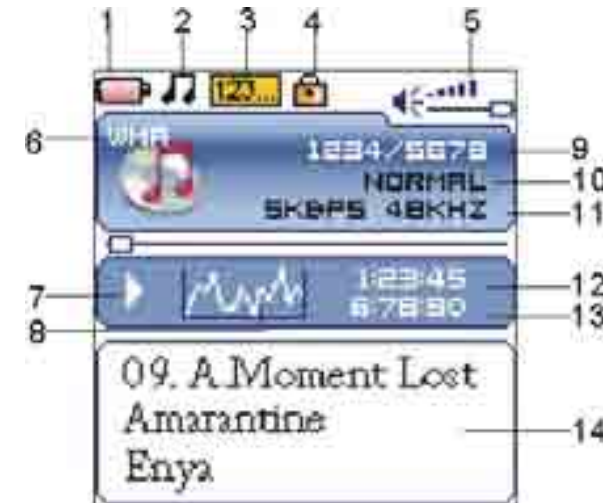 1 2 3 4 5
123...
6
WMA
1234/5678 9
NORMAL 10
5KBPS 48KHZ 11
7 1:23:45 12
6:78:90 13
8
09. A Moment Lost
Amarantine 14
Enya